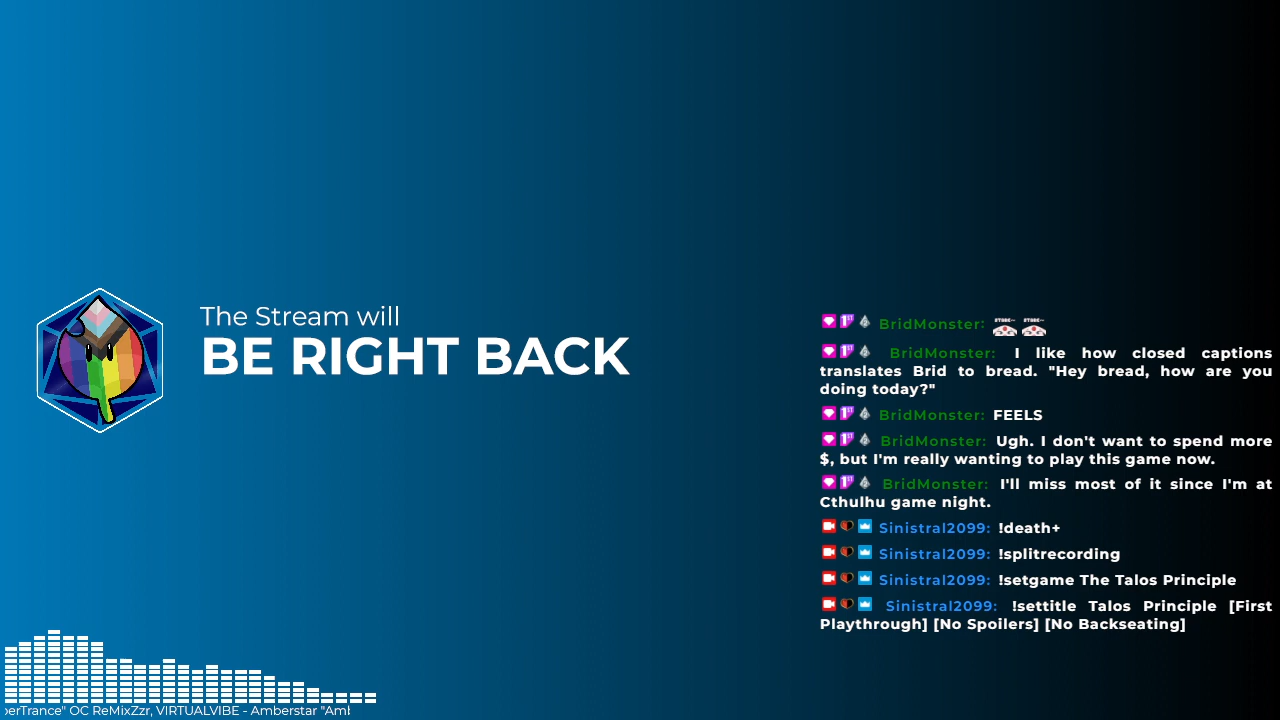 The Stream will
BE RIGHT BACK
BridMonster:
BridMonster: I like how closed captions
translates Brid to bread. "Hey bread, how are you
doing today?"
BridMonster: FEELS
BridMonster: Ugh. I don't want to spend more
$, but I'm really wanting to play this game now.
BridMonster: I'll miss most of it since I'm at
Cthulhu game night.
Sinistral2099: !death+
Sinistral2099: !splitrecording
Sinistral2099: !setgame The Talos Principle
Sinistral2099: !settitle Talos Principle [First
Playthrough] [No Spoilers] [No Backseating]
perTrance" OC ReMixZzr, VIRTUALVIBE - Amberstar "Aml